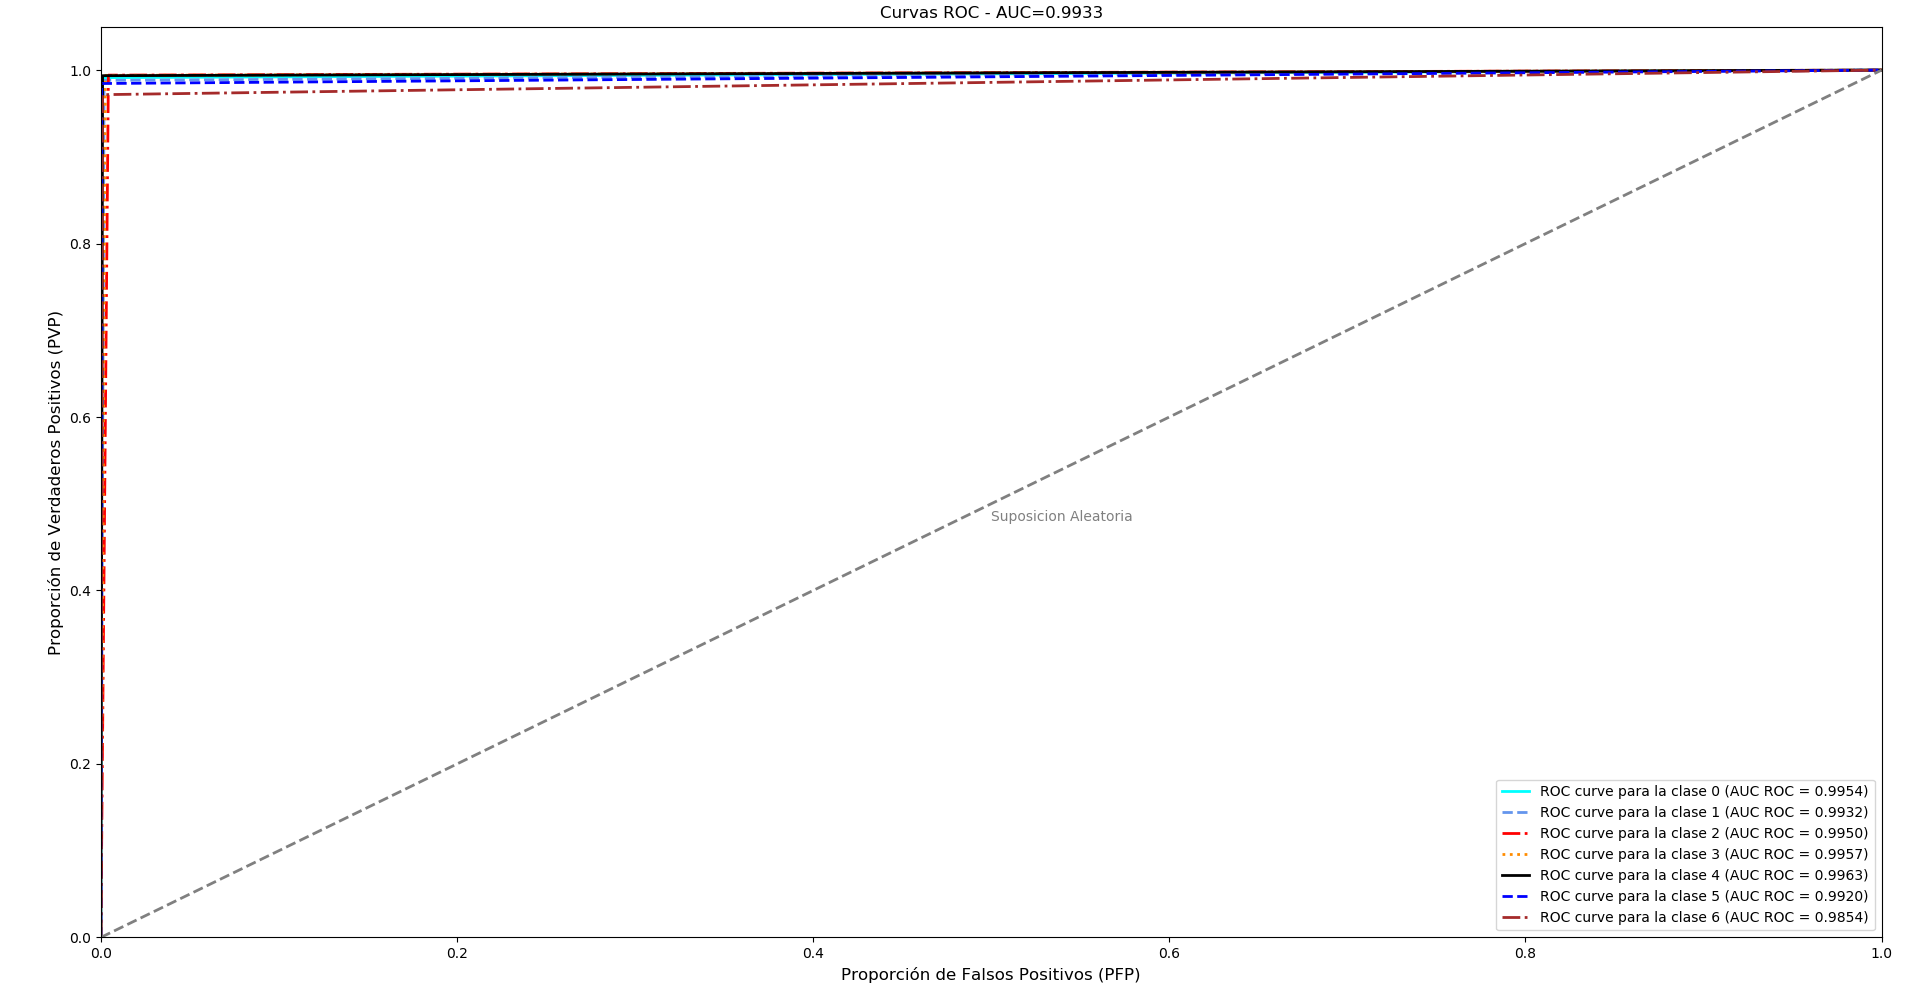 Curvas ROC - AUC=0.9933
Proporción de Verdaderos Positivos (PVP)
1.0
0.8
0.6
0.4
0.2
0.0
Suposicion Aleatoria
ROC curve para la clase 0 (AUC ROC = 0.9954)
ROC curve para la clase 1 (AUC ROC = 0.9932)
ROC curve para la clase 2 (AUC ROC = 0.9950)
ROC curve para la clase 3 (AUC ROC = 0.9957)
ROC curve para la clase 4 (AUC ROC = 0.9963)
ROC curve para la clase 5 (AUC ROC = 0.9920)
ROC curve para la clase 6 (AUC ROC = 0.9854)
0.0 0.2 0.4 0.6 0.8 1.0
Proporción de Falsos Positivos (PFP)